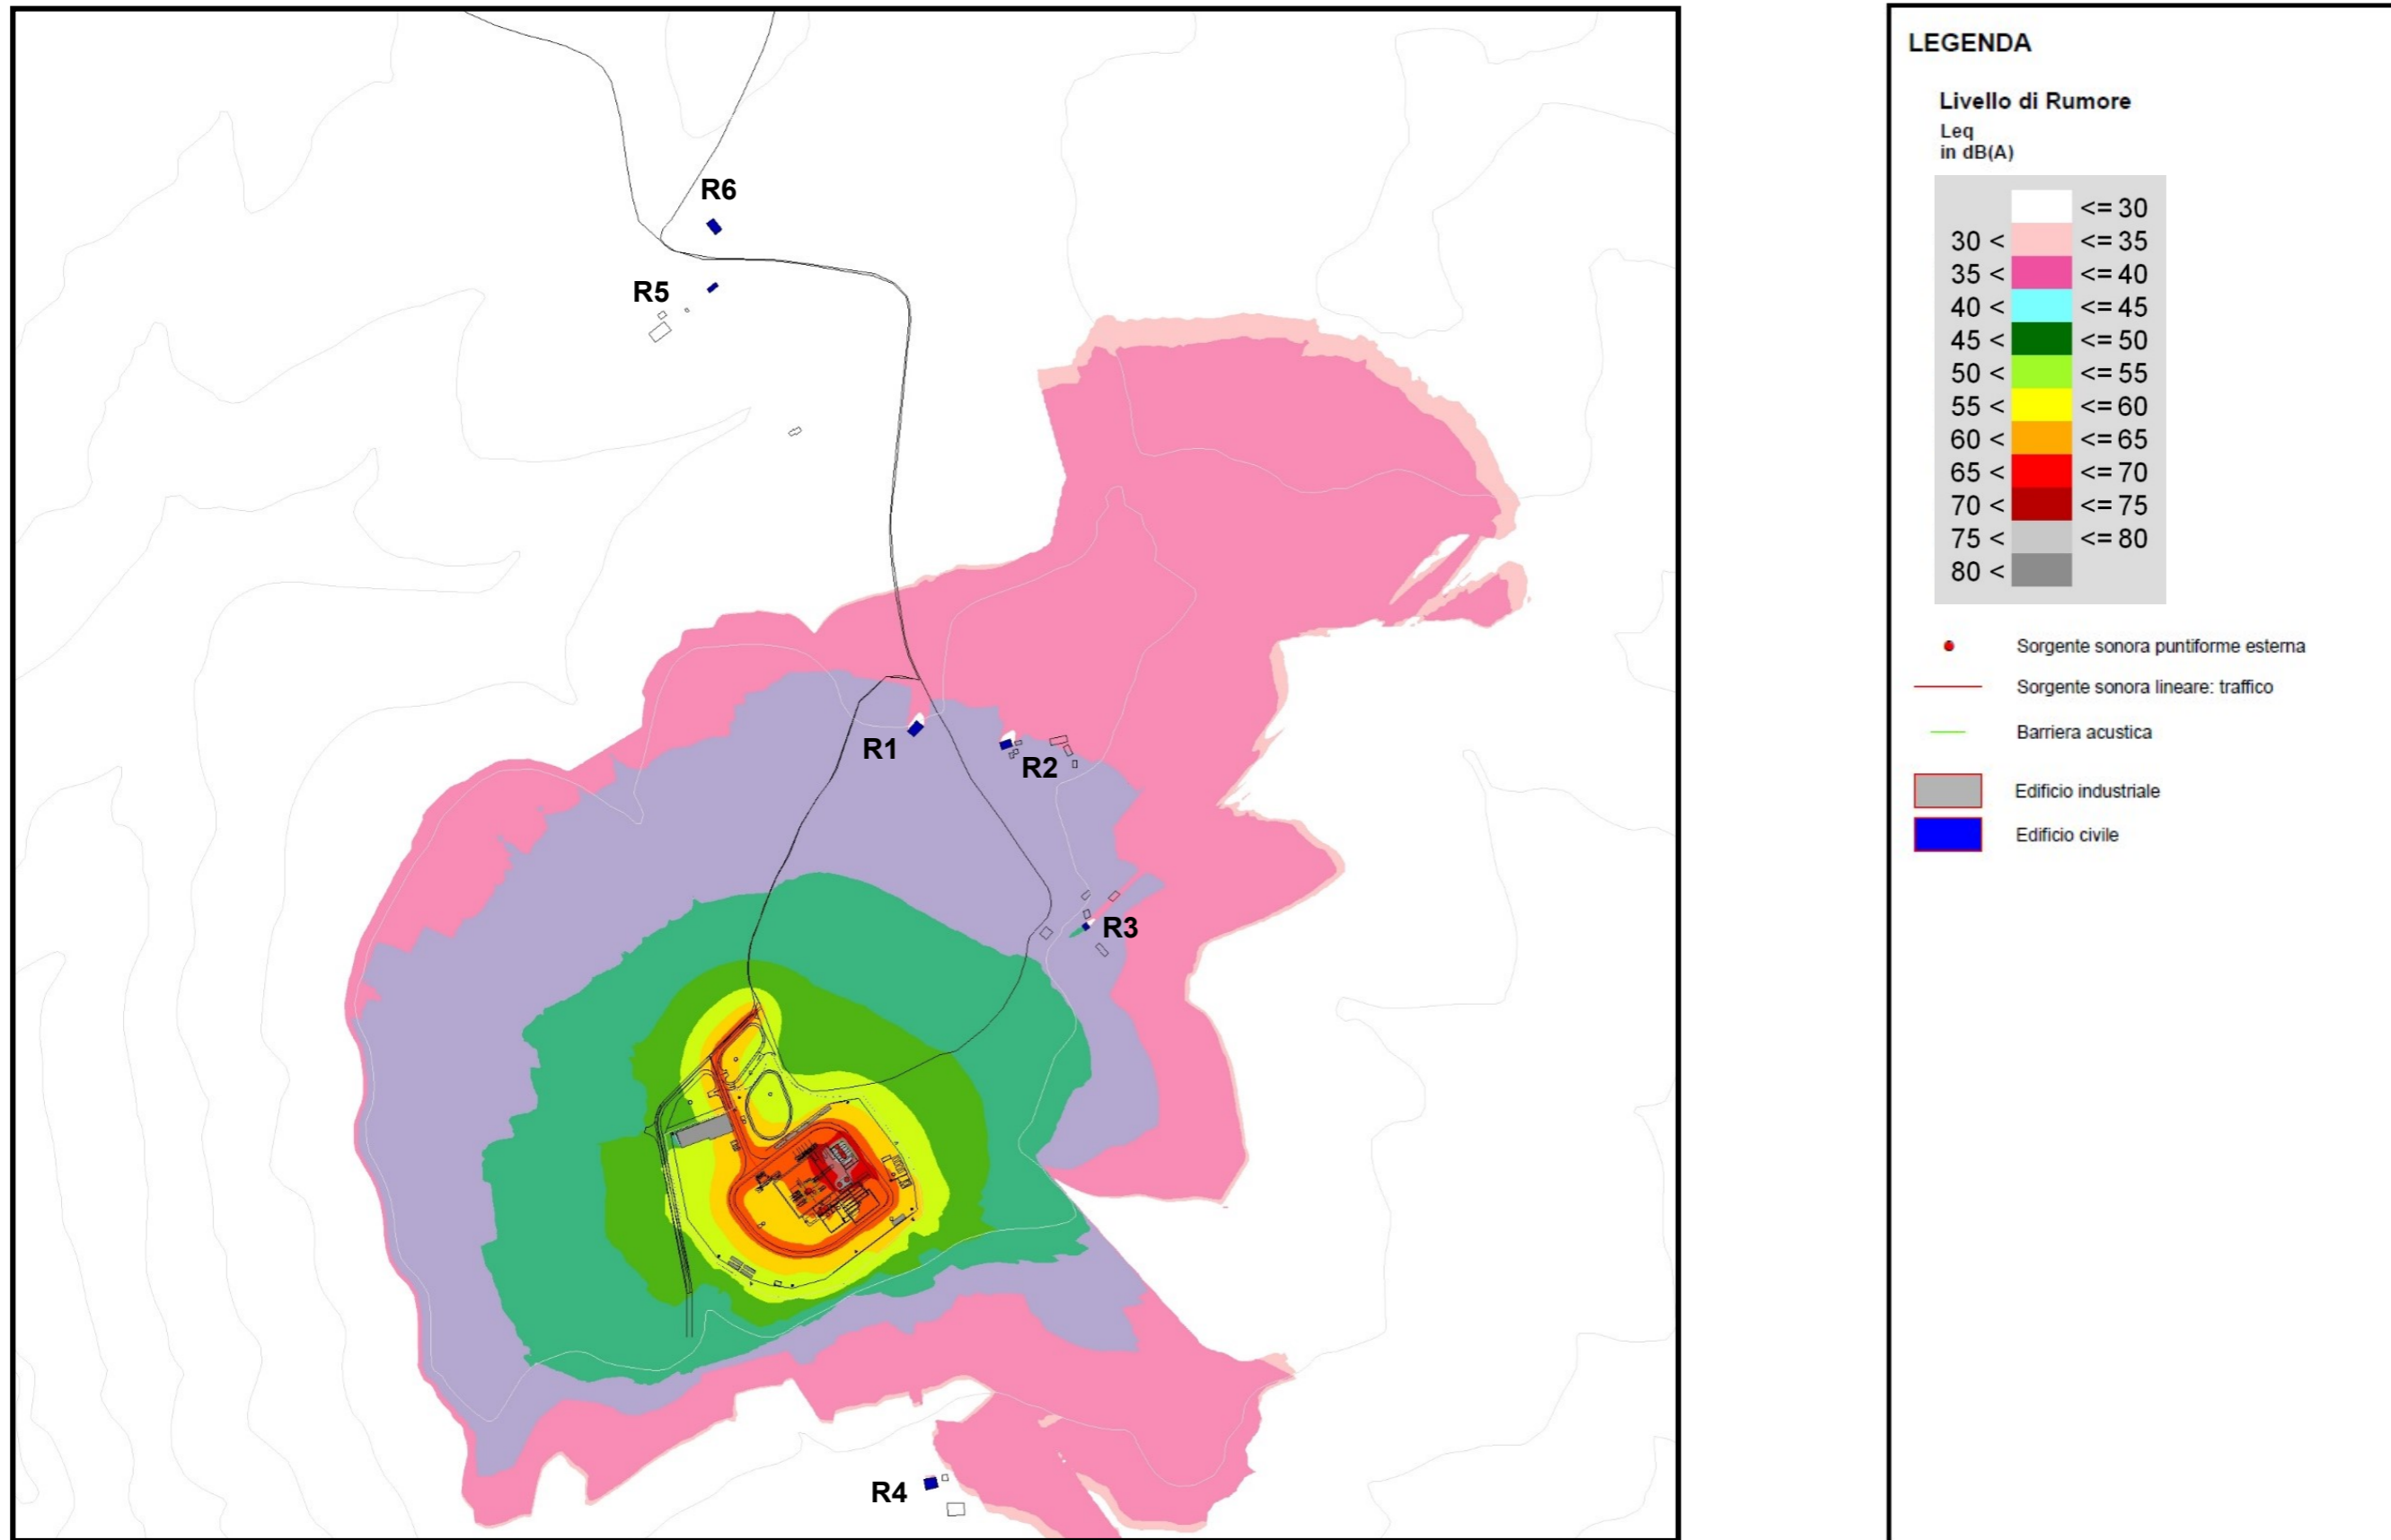 R6
R5
R1
R2
R3
R4
LEGENDA
Livello di Rumore
Leq
in dB(A)
<= 30
30 < <= 35
35 < <= 40
40 < <= 45
45 < <= 50
50 < <= 55
55 < <= 60
60 < <= 65
65 < <= 70
70 < <= 75
75 < <= 80
80 <
Sorgente sonora puntiforme esterna
Sorgente sonora lineare: traffico
Barriera acustica
Edificio industriale
Edificio civile